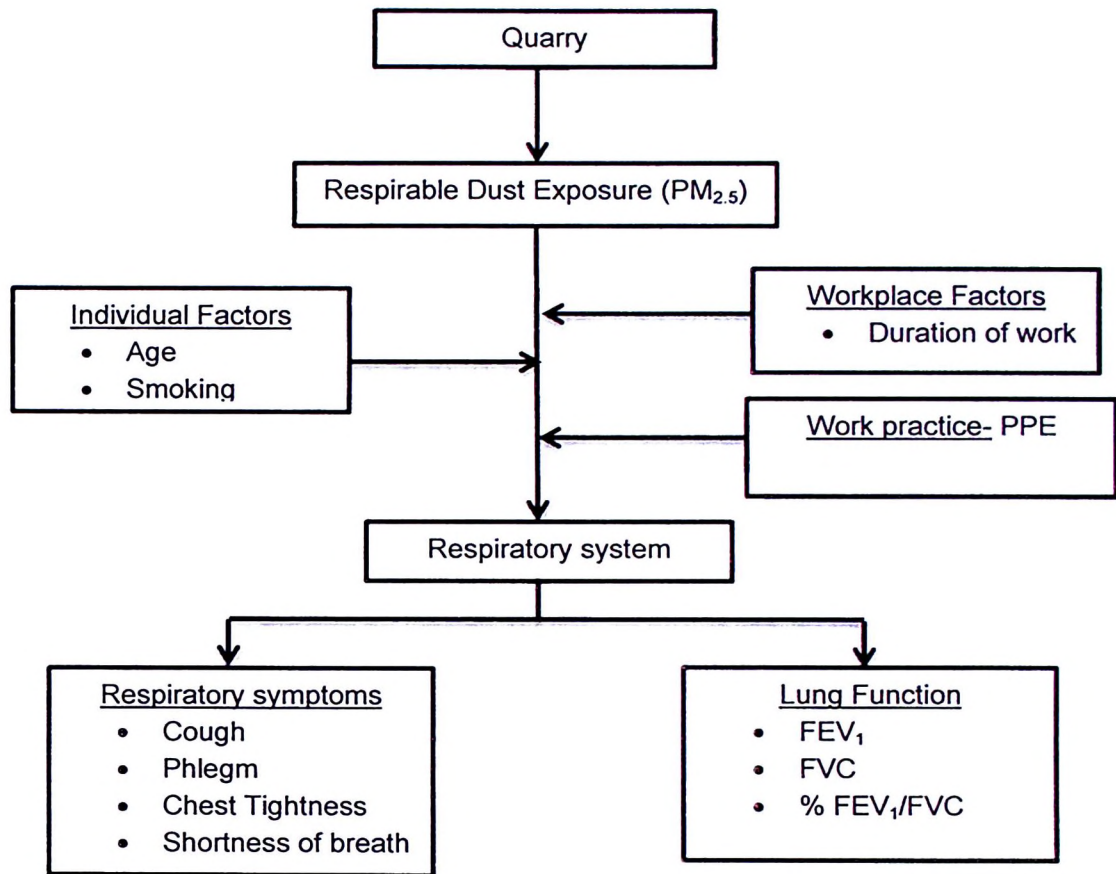 Quarry
Respirable Dust Exposure (PM₂.₅)
Individual Factors
• Age
• Smoking
Workplace Factors
• Duration of work
Work practice- PPE
Respiratory system
Respiratory symptoms
• Cough
• Phlegm
• Chest Tightness
• Shortness of breath
Lung Function
• FEV₁
• FVC
• % FEV₁/FVC